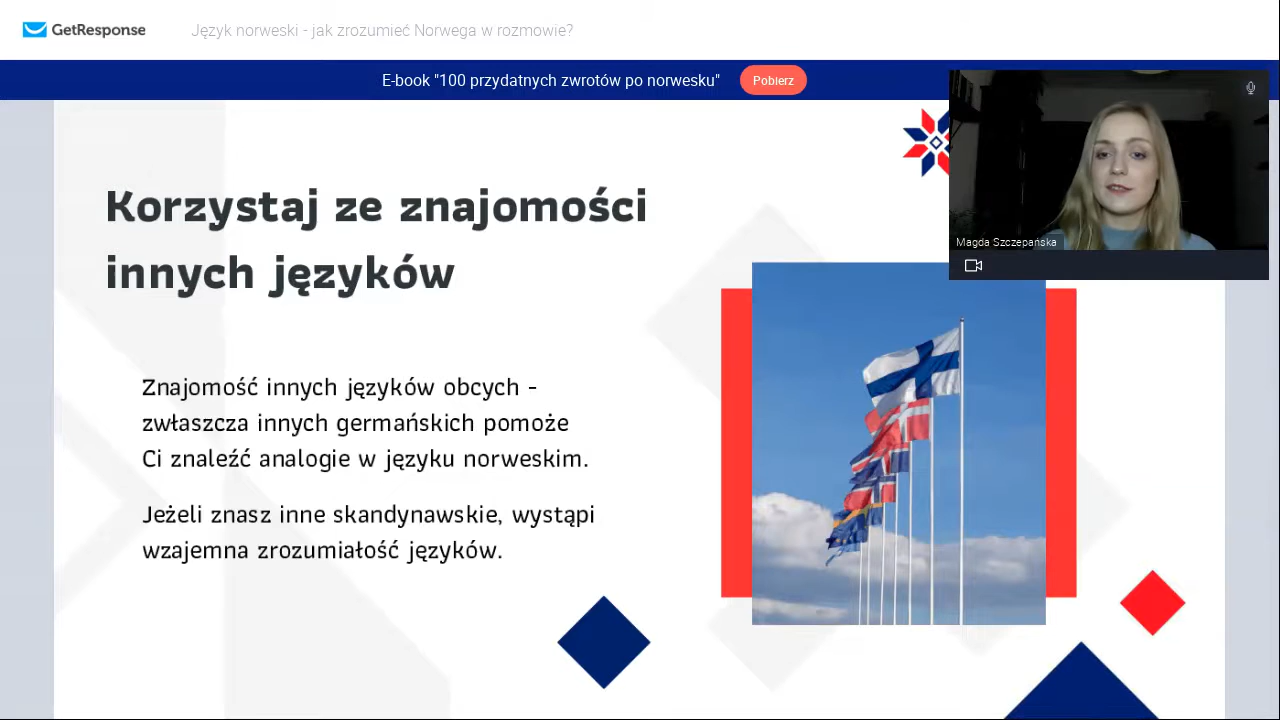 GetResponse
Język norweski - jak zrozumieć Norwega w rozmowie?
E-book "100 przydatnych zwrotów po norwesku"
Pobierz
Magda Szczepańska
Korzystaj ze znajomości
innych języków
Znajomość innych języków obcych -
zwłaszcza innych germańskich pomoże
Ci znaleźć analogie w języku norweskim.
Jeżeli znasz inne skandynawskie, wystąpi
wzajemna zrozumiałość języków.